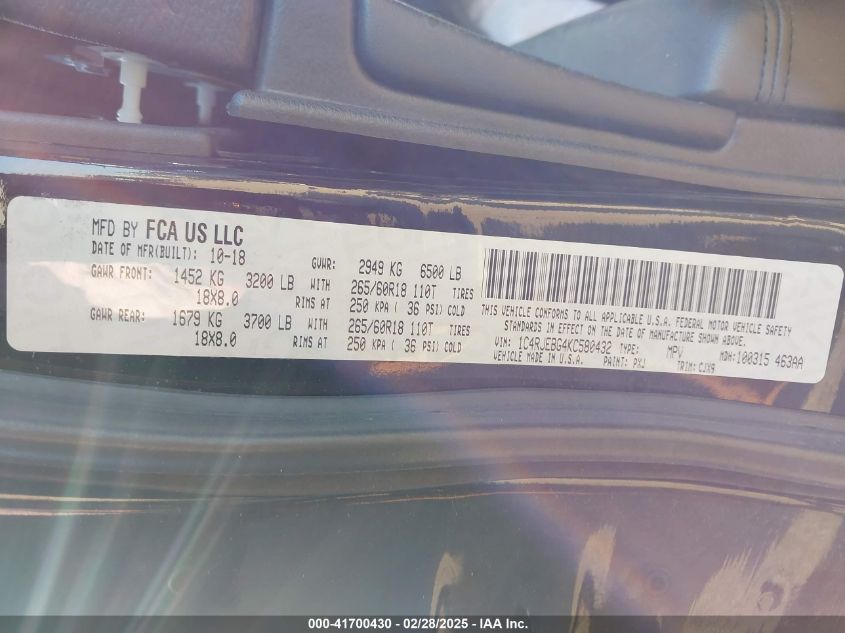 MFD BY FCA US LLC
DATE OF MFR(BUILT): 10-18 GVWR: 2949 KG 6500 LB
GAWR FRONT: 1452 KG 3200 LB WITH 265/60R18 110T TIRES
18X8.0 RIMS AT 250 KPA ( 36 PSI) COLD
GAWR REAR: 1679 KG 3700 LB WITH 265/60R18 110T TIRES
18X8.0 RIMS AT 250 KPA ( 36 PSI) COLD
THIS VEHICLE CONFORMS TO ALL APPLICABLE U.S.A. FEDERAL MOTOR VEHICLE SAFETY
STANDARDS IN EFFECT ON THE DATE OF MANUFACTURE SHOWN ABOVE.
VIN: 1C4RJEBG4KC580432 TYPE: MPV MDH:100315 463AA
VEHICLE MADE IN U.S.A. PAINT: PXJ TRIM: CJX9
000-41700430 - 02/28/2025 - IAA Inc.